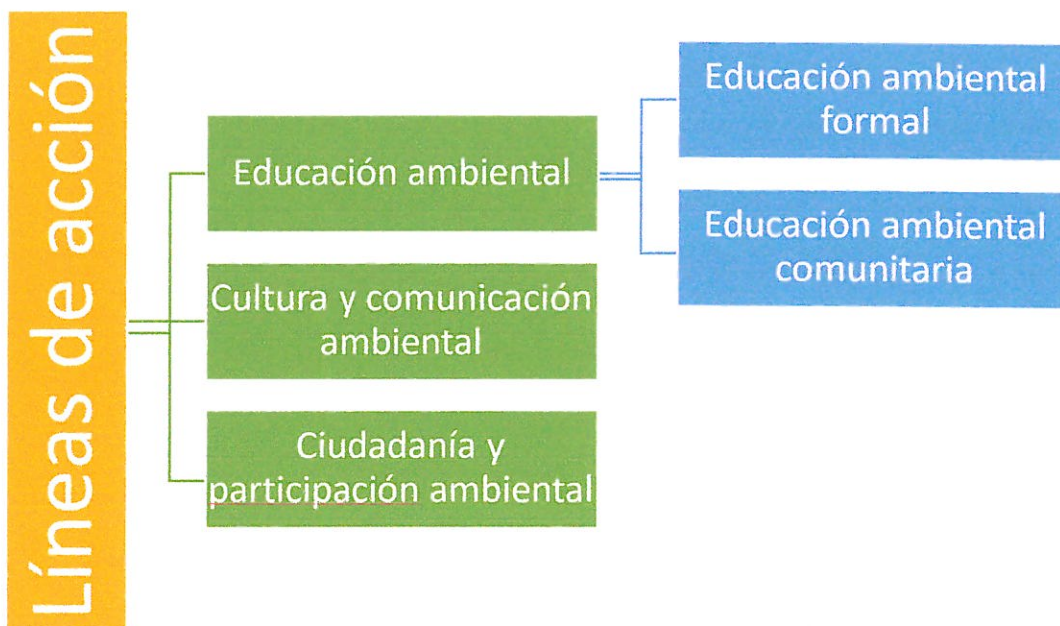 Líneas de acción
Educación ambiental
Cultura y comunicación
ambiental
Ciudadanía y
participación ambiental
Educación ambiental
formal
Educación ambiental
comunitaria